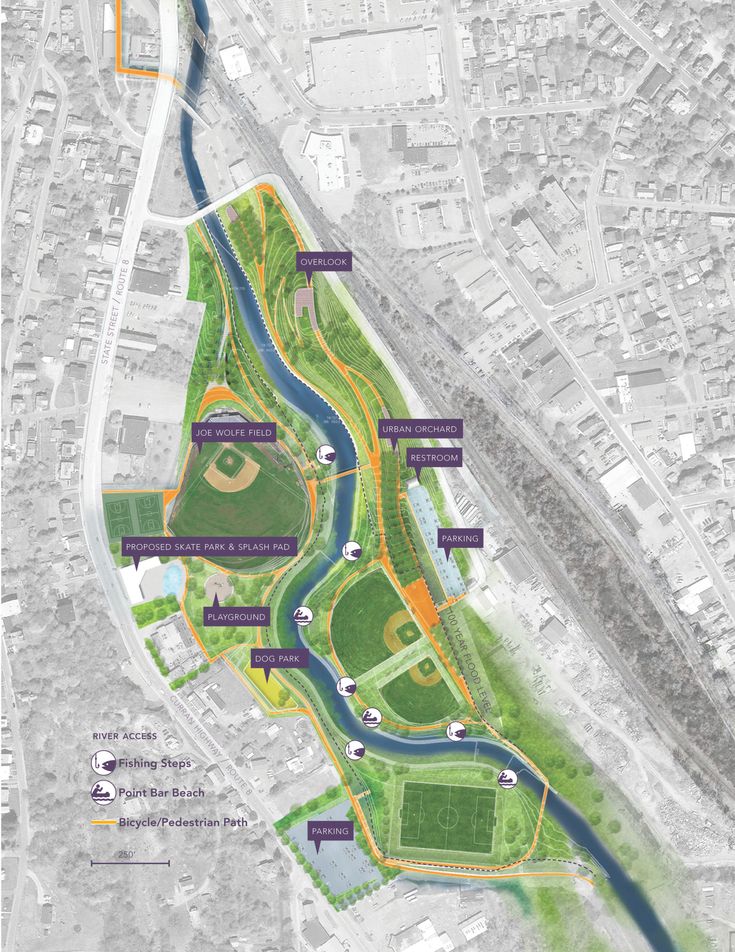 OVERLOOK
STATE STREET / ROUTE 8
URBAN ORCHARD
JOE WOLFE FIELD
RESTROOM
PARKING
PROPOSED SKATE PARK & SPLASH PAD
PLAYGROUND
100 YEAR FLOOD LEVEL
DOG PARK
CURRAN HIGHWAY
RIVER ACCESS
Fishing Steps
Point Bar Beach
Bicycle/Pedestrian Path
PARKING
250'